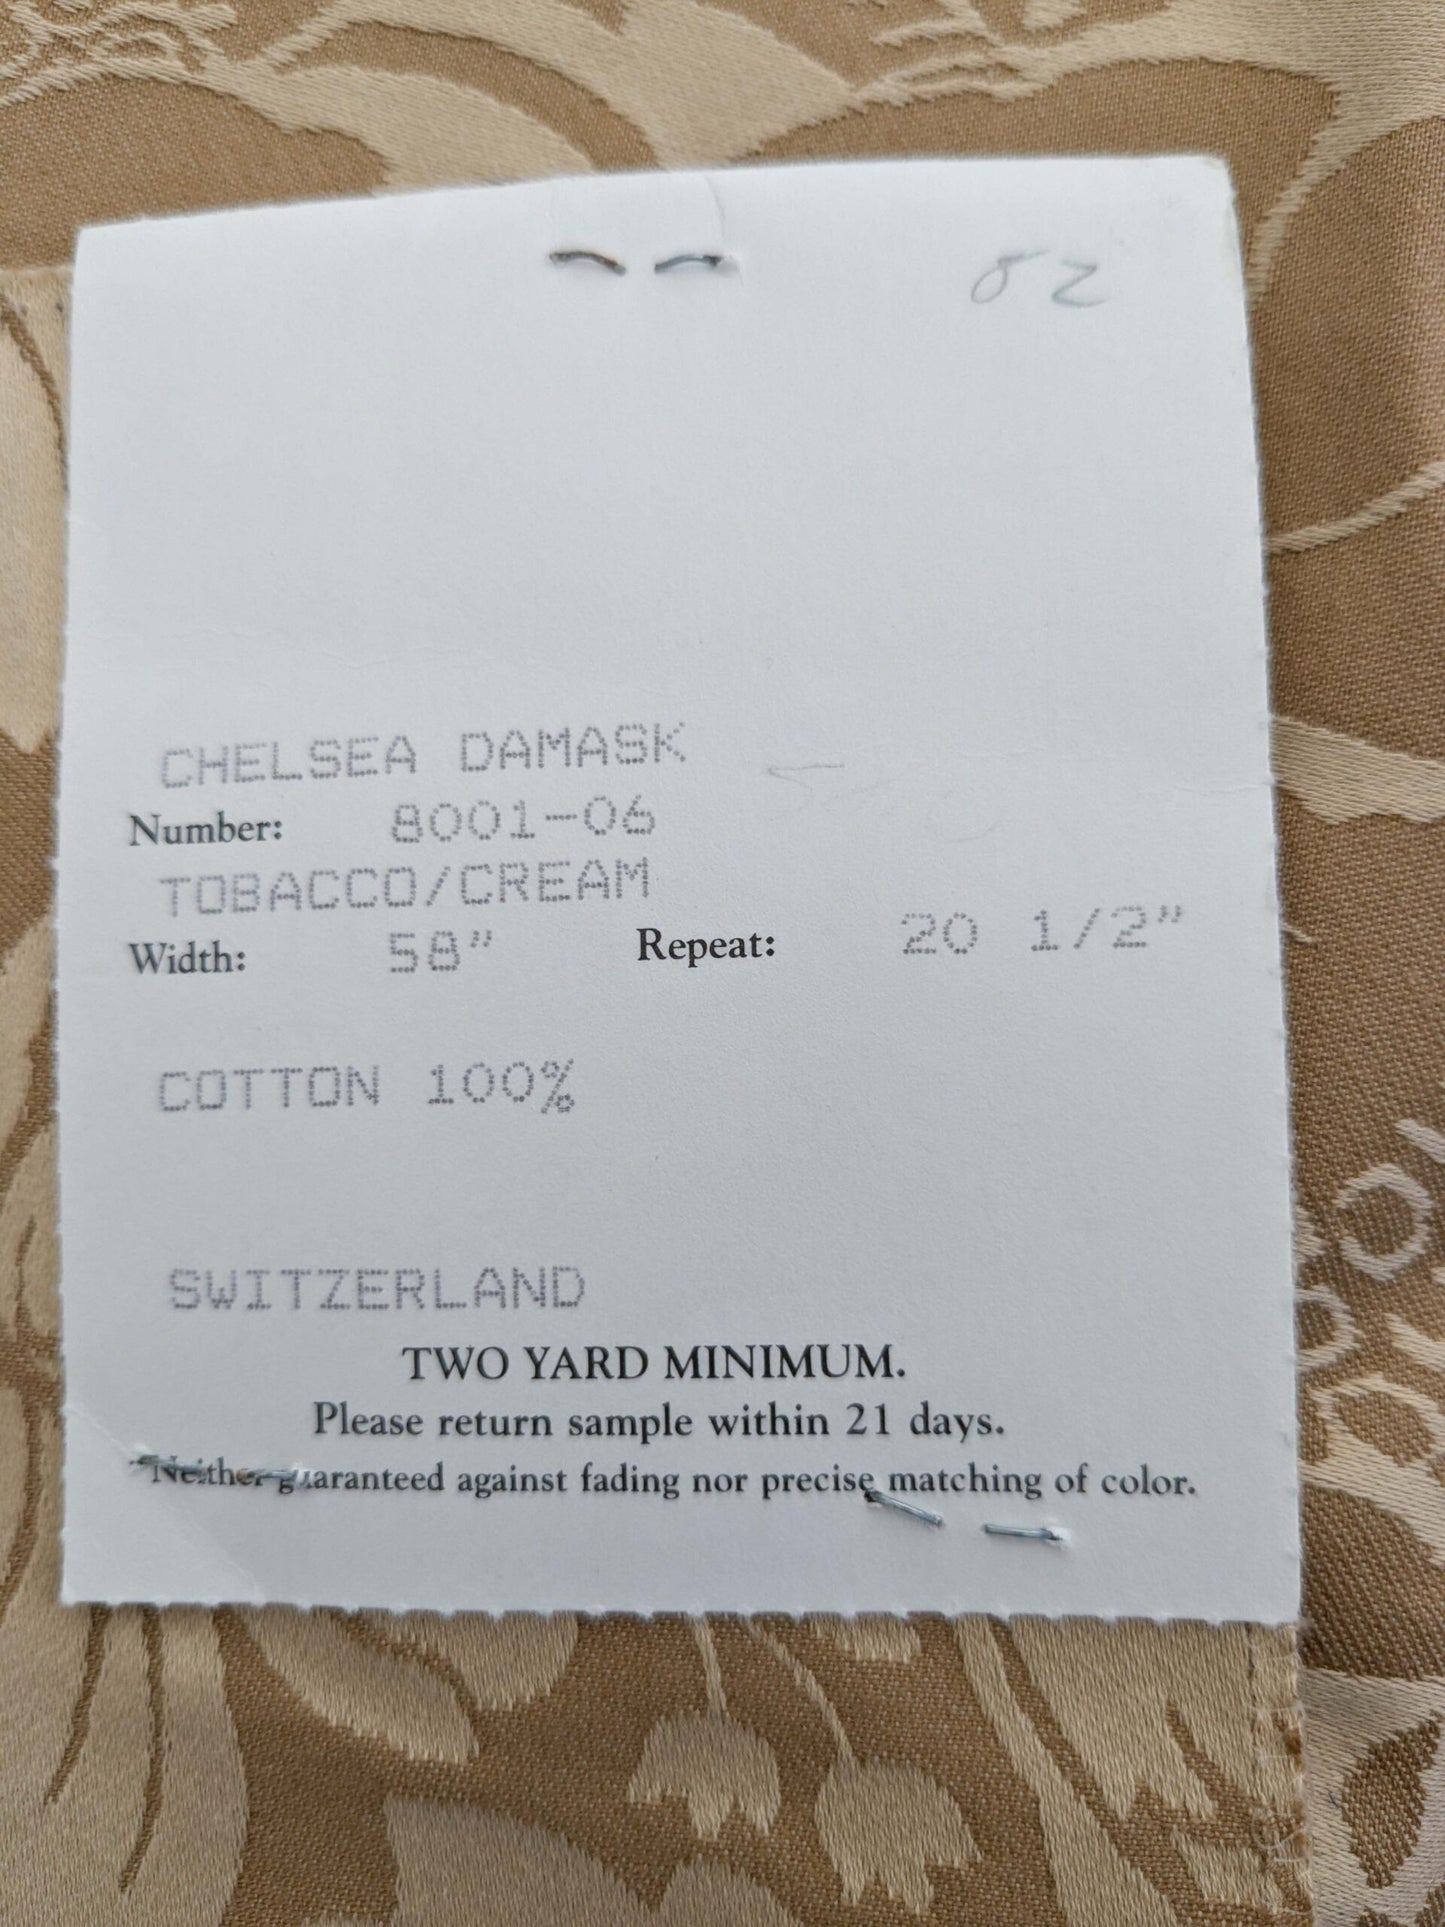 82
CHELSEA DAMASK
Number: 8001-06
TOBACCO/CREAM
Width: 58" Repeat: 20 1/2"
COTTON 100%
SWITZERLAND
TWO YARD MINIMUM.
Please return sample within 21 days.
Neither guaranteed against fading nor precise matching of color.